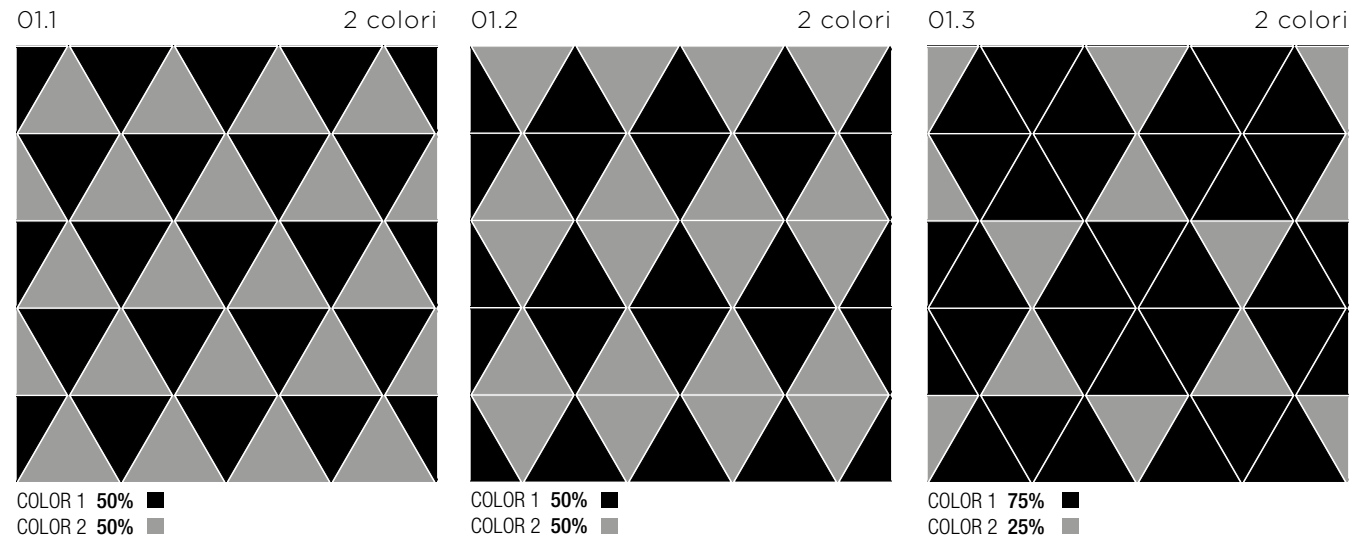 01.1 2 colori
01.2 2 colori
01.3 2 colori
COLOR 1 50%
COLOR 2 50%
COLOR 1 50%
COLOR 2 50%
COLOR 1 75%
COLOR 2 25%